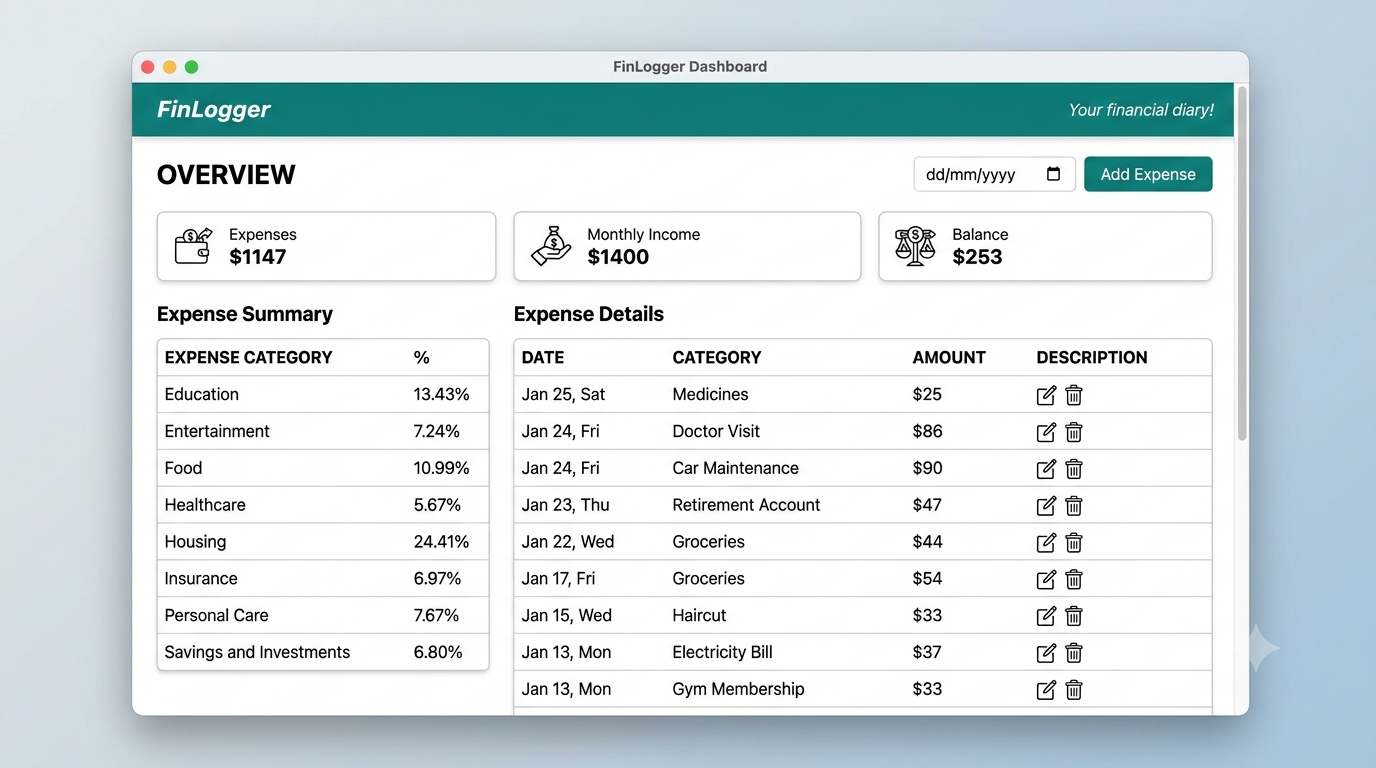 FinLogger Dashboard
FinLogger
Your financial diary!
OVERVIEW
dd/mm/yyyy
Add Expense
Expenses
$1147
Monthly Income
$1400
Balance
$253
Expense Summary
EXPENSE CATEGORY %
Education 13.43%
Entertainment 7.24%
Food 10.99%
Healthcare 5.67%
Housing 24.41%
Insurance 6.97%
Personal Care 7.67%
Savings and Investments 6.80%
Expense Details
DATE CATEGORY AMOUNT DESCRIPTION
Jan 25, Sat Medicines $25
Jan 24, Fri Doctor Visit $86
Jan 24, Fri Car Maintenance $90
Jan 23, Thu Retirement Account $47
Jan 22, Wed Groceries $44
Jan 17, Fri Groceries $54
Jan 15, Wed Haircut $33
Jan 13, Mon Electricity Bill $37
Jan 13, Mon Gym Membership $33